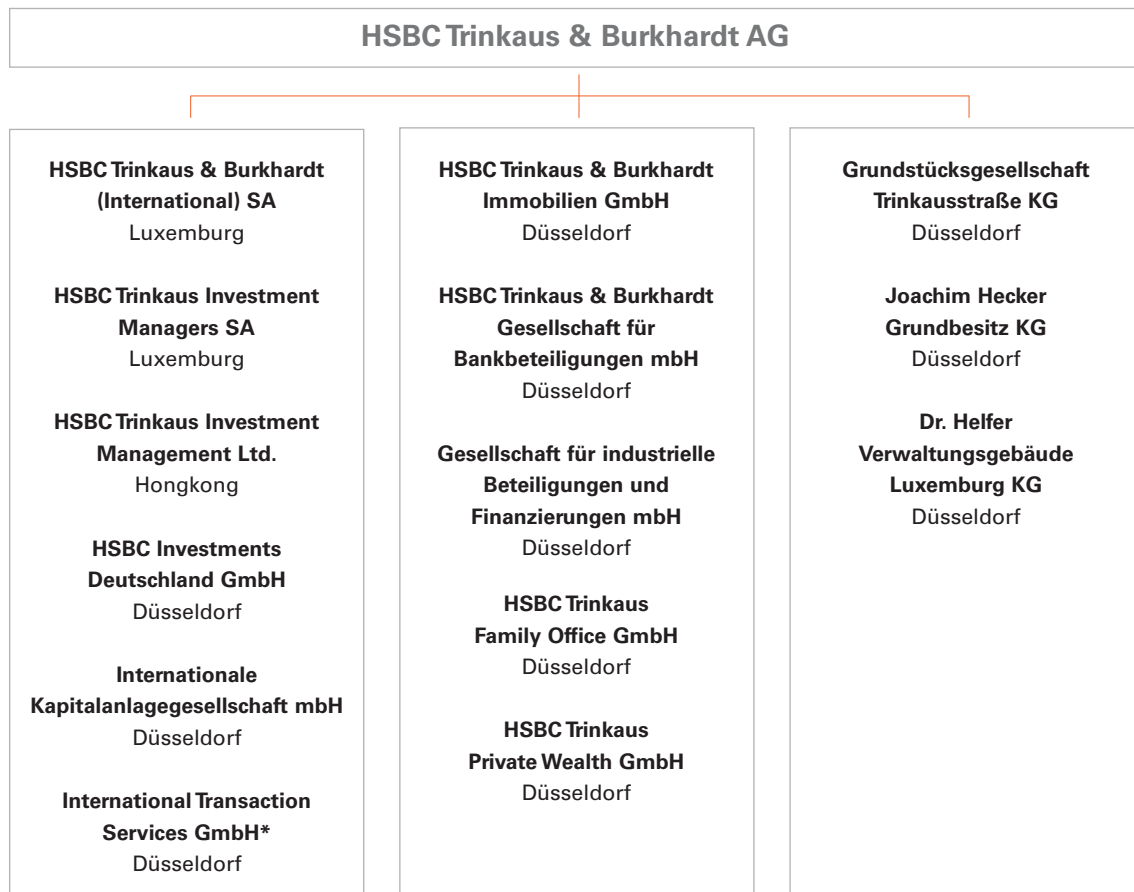 HSBC Trinkaus & Burkhardt AG
HSBC Trinkaus & Burkhardt
(International) SA
Luxemburg
HSBC Trinkaus Investment
Managers SA
Luxemburg
HSBC Trinkaus Investment
Management Ltd.
Hongkong
HSBC Investments
Deutschland GmbH
Düsseldorf
Internationale
Kapitalanlagegesellschaft mbH
Düsseldorf
International Transaction
Services GmbH*
Düsseldorf
HSBC Trinkaus & Burkhardt
Immobilien GmbH
Düsseldorf
HSBC Trinkaus & Burkhardt
Gesellschaft für
Bankbeteiligungen mbH
Düsseldorf
Gesellschaft für industrielle
Beteiligungen und
Finanzierungen mbH
Düsseldorf
HSBC Trinkaus
Family Office GmbH
Düsseldorf
HSBC Trinkaus
Private Wealth GmbH
Düsseldorf
Grundstücksgesellschaft
Trinkausstraße KG
Düsseldorf
Joachim Hecker
Grundbesitz KG
Düsseldorf
Dr. Helfer
Verwaltungsgebäude
Luxemburg KG
Düsseldorf